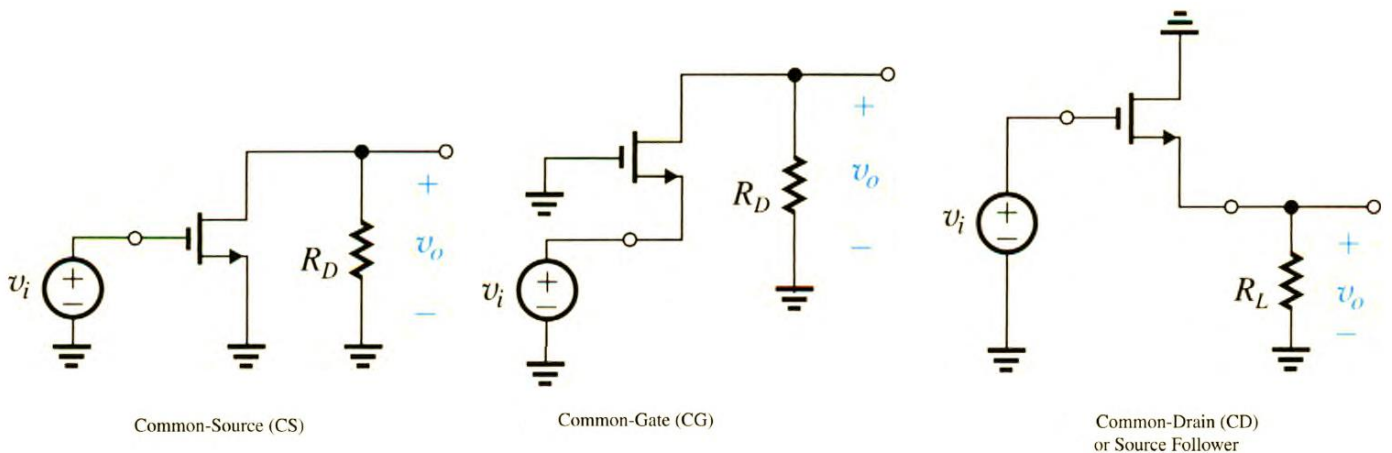 +
v_i
+
−
R_D
+
v_o
−
Common-Source (CS)
v_i
+
−
R_D
+
v_o
−
Common-Gate (CG)
v_i
+
−
R_L
+
v_o
−
Common-Drain (CD)
or Source Follower